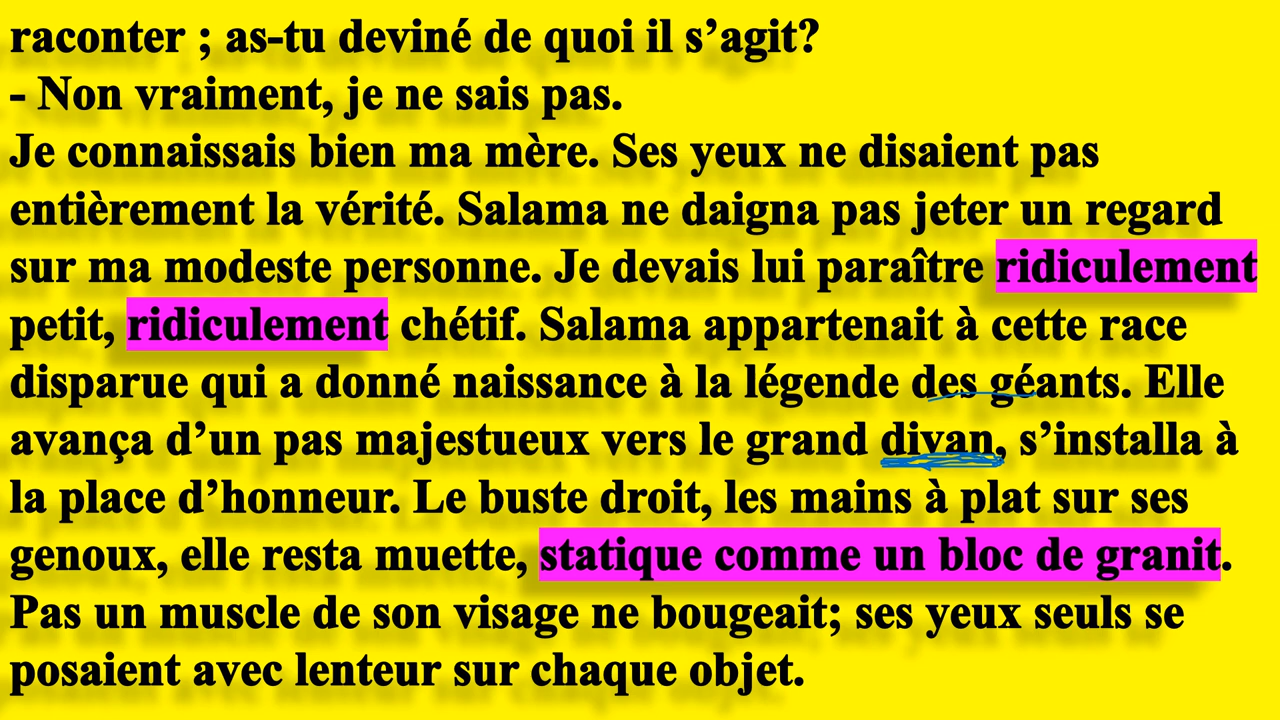 raconter ; as-tu deviné de quoi il s’agit?
- Non vraiment, je ne sais pas.
Je connaissais bien ma mère. Ses yeux ne disaient pas
entièrement la vérité. Salama ne daigna pas jeter un regard
sur ma modeste personne. Je devais lui paraître ridiculement
petit, ridiculement chétif. Salama appartenait à cette race
disparue qui a donné naissance à la légende des géants. Elle
avança d’un pas majestueux vers le grand divan, s’installa à
la place d’honneur. Le buste droit, les mains à plat sur ses
genoux, elle resta muette, statique comme un bloc de granit.
Pas un muscle de son visage ne bougeait; ses yeux seuls se
posaient avec lenteur sur chaque objet.